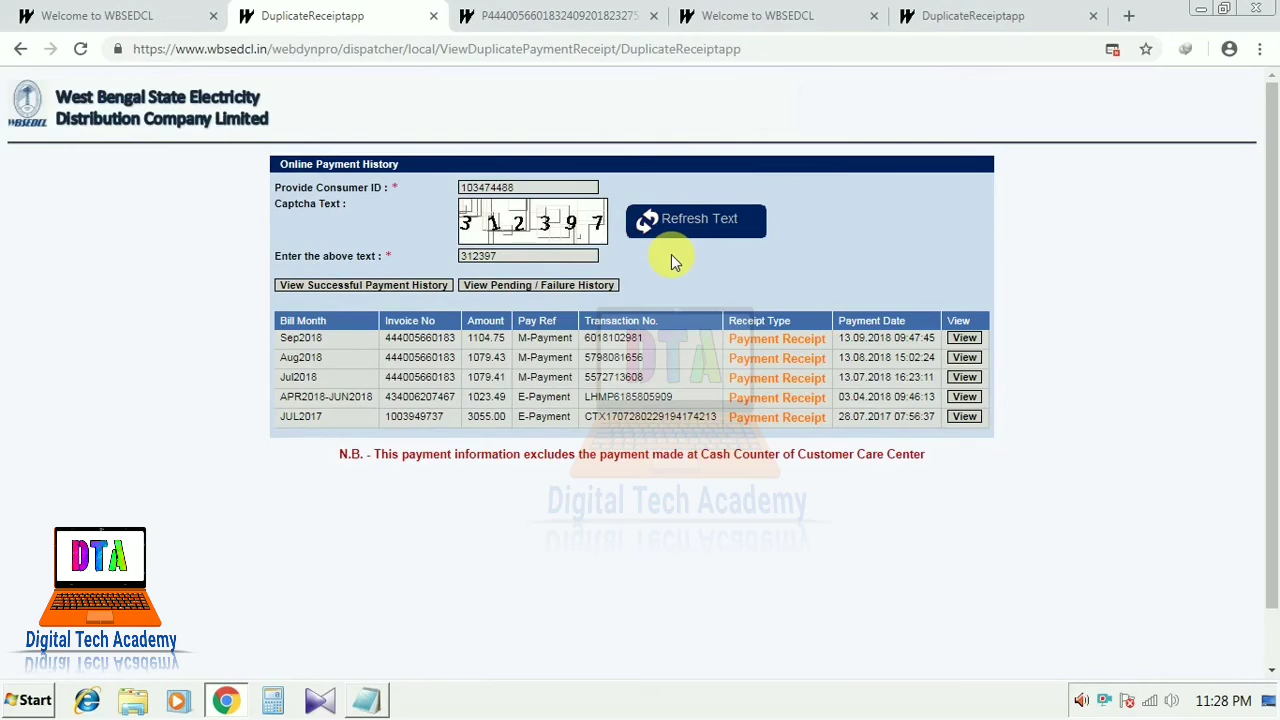 Welcome to WBSEDCL
DuplicateReceiptapp
P4440056601832409201823275
Welcome to WBSEDCL
DuplicateReceiptapp
https://www.wbsedcl.in/webdynpro/dispatcher/local/ViewDuplicatePaymentReceipt/DuplicateReceiptapp
WBSEDCL
West Bengal State Electricity
Distribution Company Limited
Online Payment History
Provide Consumer ID : * 103474488
Captcha Text : 3 1 2 3 9 7 Refresh Text
Enter the above text : * 312397
View Successful Payment History View Pending / Failure History
Bill Month Invoice No Amount Pay Ref Transaction No. Receipt Type Payment Date View
Sep2018 444005660183 1104.75 M-Payment 6018102981 Payment Receipt 13.09.2018 09:47:45 View
Aug2018 444005660183 1079.43 M-Payment 5798081656 Payment Receipt 13.08.2018 15:02:24 View
Jul2018 444005660183 1079.41 M-Payment 5572713608 Payment Receipt 13.07.2018 16:23:11 View
APR2018-JUN2018 434006207467 1023.49 E-Payment LHMP6185805909 Payment Receipt 03.04.2018 09:46:13 View
JUL2017 1003949737 3055.00 E-Payment CTX1707280229194174213 Payment Receipt 28.07.2017 07:56:37 View
N.B. - This payment information excludes the payment made at Cash Counter of Customer Care Center
DTA
Digital Tech Academy
DTA
Digital Tech Academy
Start
11:28 PM